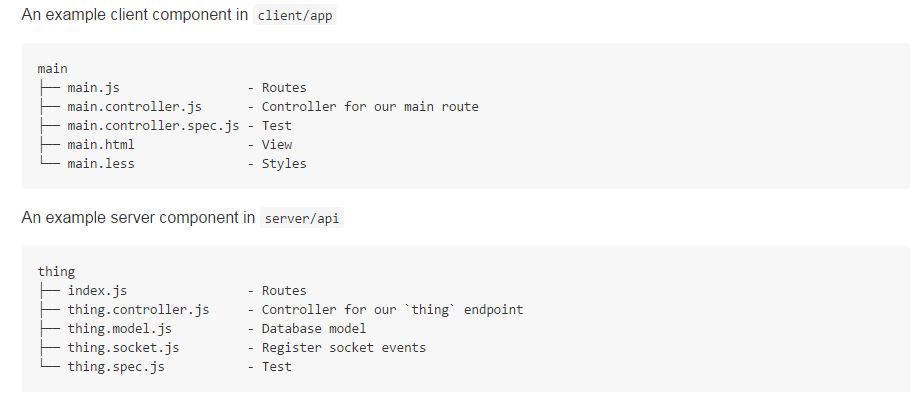 An example client component in client/app
main
├── main.js                 - Routes
├── main.controller.js      - Controller for our main route
├── main.controller.spec.js - Test
├── main.html               - View
└── main.less               - Styles
An example server component in server/api
thing
├── index.js                - Routes
├── thing.controller.js     - Controller for our `thing` endpoint
├── thing.model.js          - Database model
├── thing.socket.js         - Register socket events
└── thing.spec.js           - Test